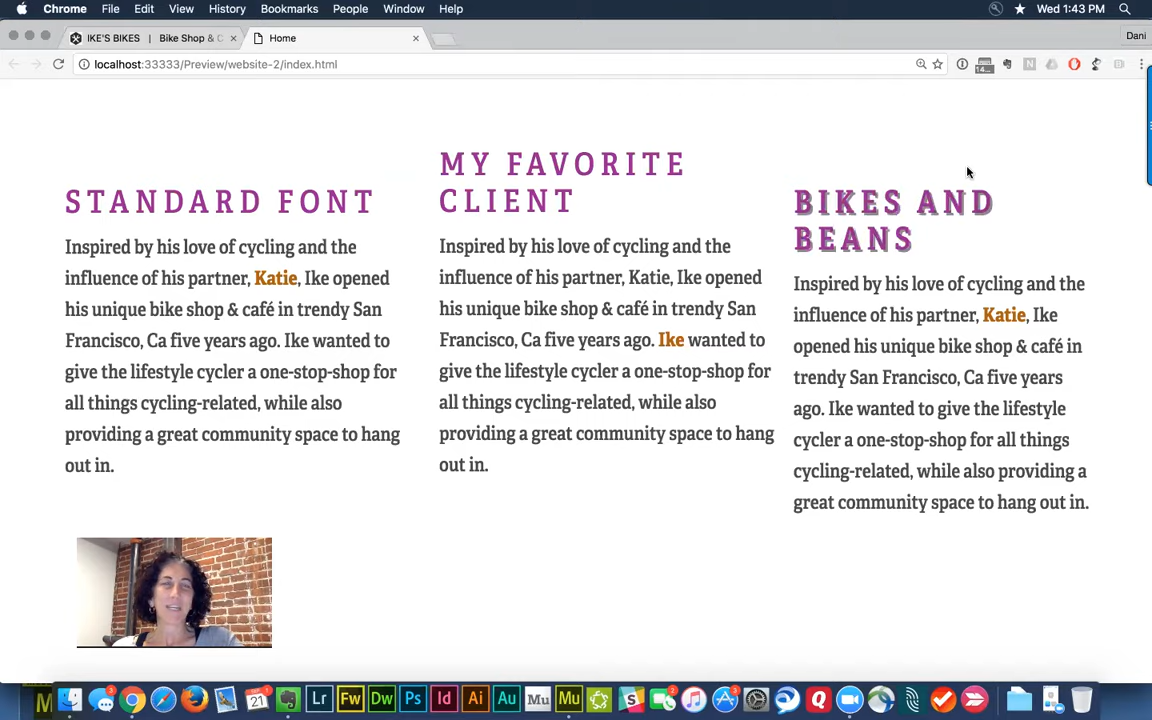 Chrome File Edit View History Bookmarks People Window Help Wed 1:43 PM
IKE'S BIKES | Bike Shop & C
Home
Dani
localhost:33333/Preview/website-2/index.html
STANDARD FONT
Inspired by his love of cycling and the
influence of his partner, Katie, Ike opened
his unique bike shop & café in trendy San
Francisco, Ca five years ago. Ike wanted to
give the lifestyle cycler a one-stop-shop for
all things cycling-related, while also
providing a great community space to hang
out in.
MY FAVORITE
CLIENT
Inspired by his love of cycling and the
influence of his partner, Katie, Ike opened
his unique bike shop & café in trendy San
Francisco, Ca five years ago. Ike wanted to
give the lifestyle cycler a one-stop-shop for
all things cycling-related, while also
providing a great community space to hang
out in.
BIKES AND
BEANS
Inspired by his love of cycling and the
influence of his partner, Katie, Ike
opened his unique bike shop & café in
trendy San Francisco, Ca five years
ago. Ike wanted to give the lifestyle
cycler a one-stop-shop for all things
cycling-related, while also providing a
great community space to hang out in.
M 21 Lr Fw Dw Ps Id Ai Au Mu Mu